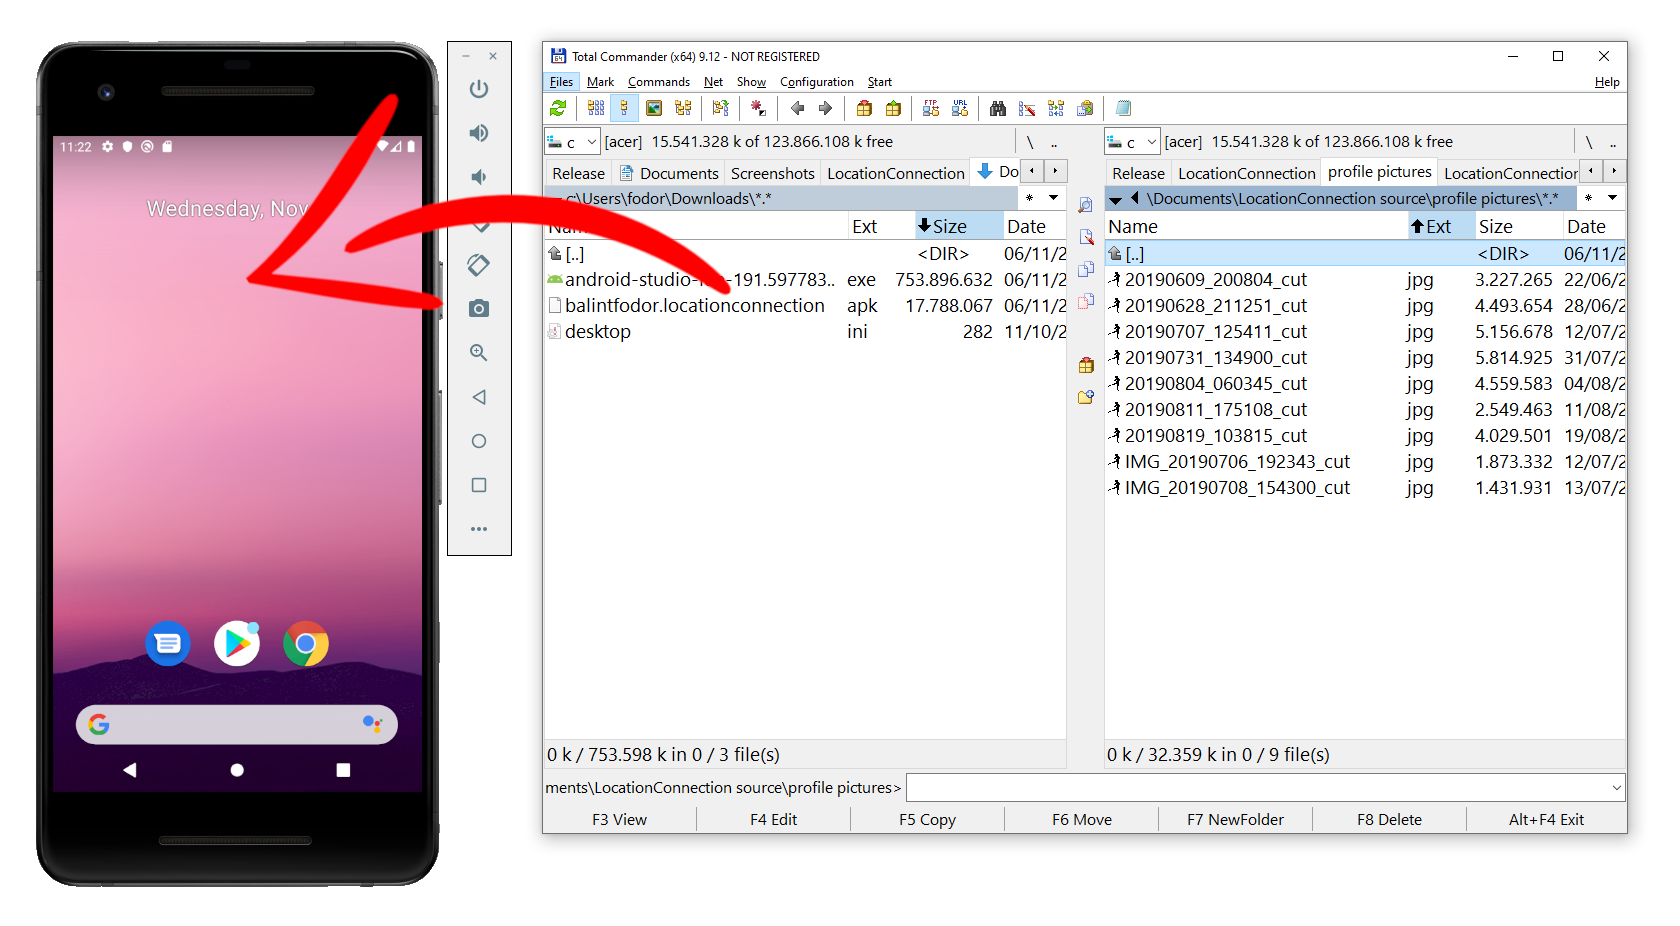 11:22
Wednesday, Nov
Total Commander (x64) 9.12 - NOT REGISTERED
Files Mark Commands Net Show Configuration Start Help
FTP URL
c [acer] 15.541.328 k of 123.866.108 k free \ ..
Release Documents Screenshots LocationConnection Do
c:\Users\fodor\Downloads\*.* *
Name Ext Size Date
[..] <DIR> 06/11/2
android-studio- -191.597783.. exe 753.896.632 06/11/2
balintfodor.locationconnection apk 17.788.067 06/11/2
desktop ini 282 11/10/2
0 k / 753.598 k in 0 / 3 file(s)
c [acer] 15.541.328 k of 123.866.108 k free \ ..
Release LocationConnection profile pictures LocationConnection
\Documents\LocationConnection source\profile pictures\*.* *
Name Ext Size Date
[..] <DIR> 06/11/2
20190609_200804_cut jpg 3.227.265 22/06/2
20190628_211251_cut jpg 4.493.654 28/06/2
20190707_125411_cut jpg 5.156.678 12/07/2
20190731_134900_cut jpg 5.814.925 31/07/2
20190804_060345_cut jpg 4.559.583 04/08/2
20190811_175108_cut jpg 2.549.463 11/08/2
20190819_103815_cut jpg 4.029.501 19/08/2
IMG_20190706_192343_cut jpg 1.873.332 12/07/2
IMG_20190708_154300_cut jpg 1.431.931 13/07/2
0 k / 32.359 k in 0 / 9 file(s)
ments\LocationConnection source\profile pictures>
F3 View F4 Edit F5 Copy F6 Move F7 NewFolder F8 Delete Alt+F4 Exit